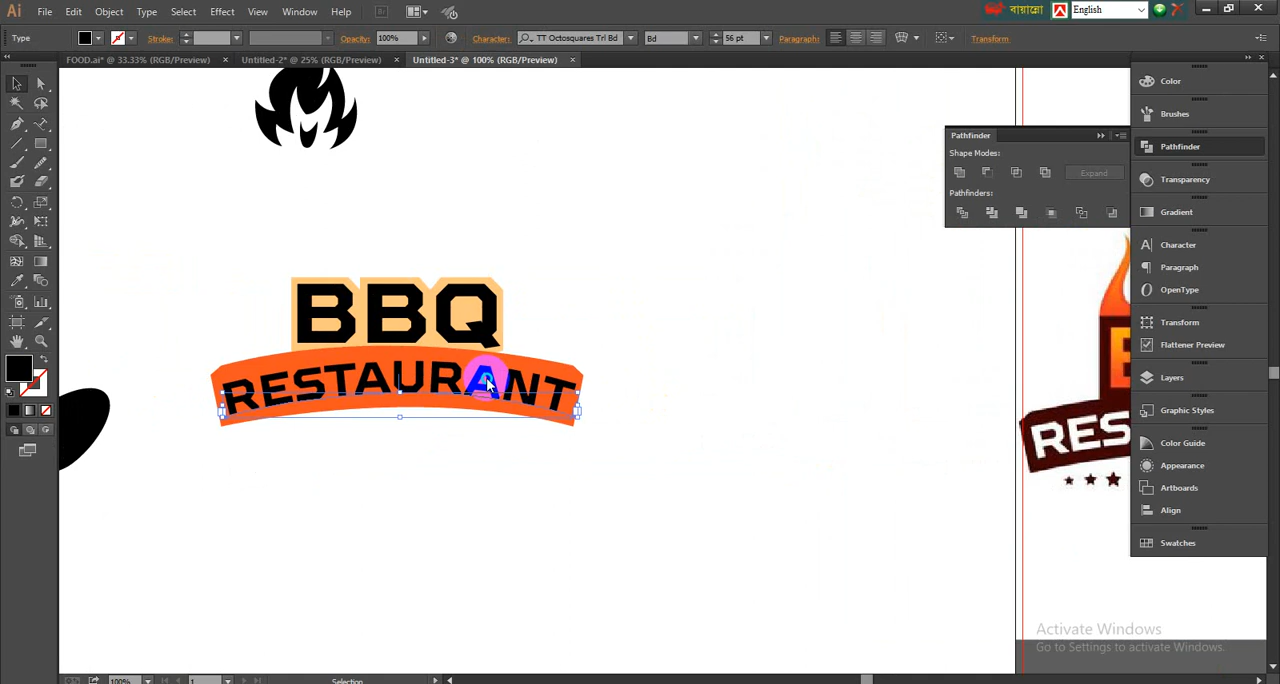 Ai File Edit Object Type Select Effect View Window Help Br বায়ান্নো English
Type Stroke: Opacity: 100% Character: TT Octosquares Trl Bd Bd 56 pt Paragraph: Transform
FOOD.ai* @ 33.33% (RGB/Preview) × Untitled-2* @ 25% (RGB/Preview) × Untitled-3* @ 100% (RGB/Preview) ×
Color
Brushes
Pathfinder
Shape Modes:
Expand
Pathfinders:
Pathfinder
Transparency
Gradient
Character
Paragraph
OpenType
Transform
Flattener Preview
Layers
Graphic Styles
Color Guide
Appearance
Artboards
Align
Swatches
BBQ
RESTAURANT
RES
Activate Windows
Go to Settings to activate Windows.
100% 1 Selection